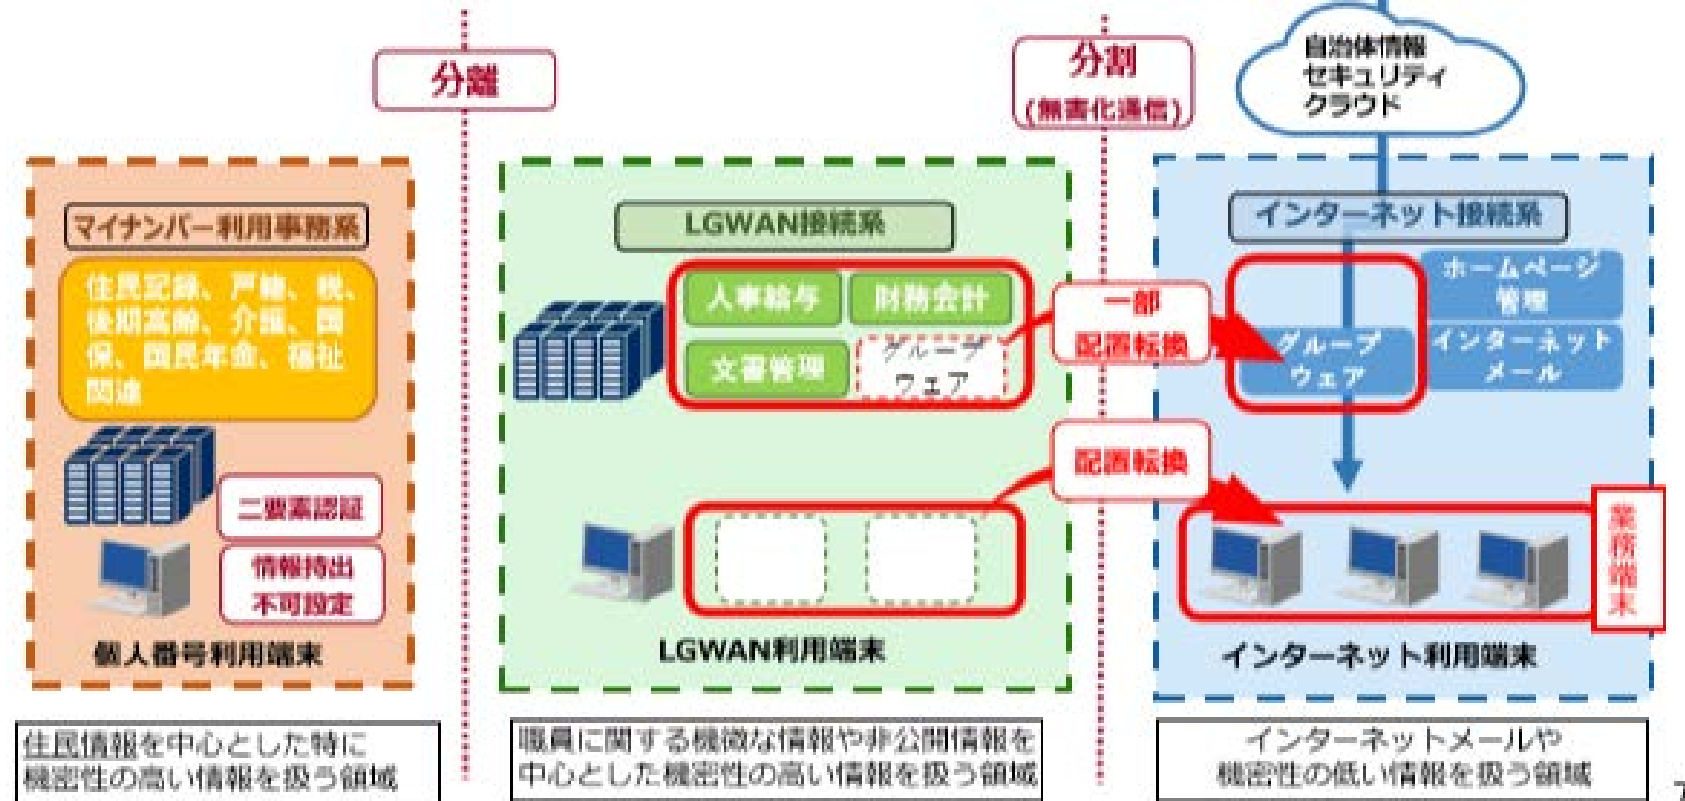 分離
分割
(無害化通信)
自治体情報
セキュリティ
クラウド
マイナンバー利用事務系
住民記録、戸籍、税、
後期高齢、介護、国
保、国民年金、福祉
関連
二要素認証
情報持出
不可設定
個人番号利用端末
住民情報を中心とした特に
機密性の高い情報を扱う領域
LGWAN接続系
人事給与
財務会計
文書管理
グループ
ウェア
一部
配置転換
配置転換
LGWAN利用端末
職員に関する機微な情報や非公開情報を
中心とした機密性の高い情報を扱う領域
インターネット接続系
ホームページ
管理
グループ
ウェア
インターネット
メール
業務端末
インターネット利用端末
インターネットメールや
機密性の低い情報を扱う領域
7